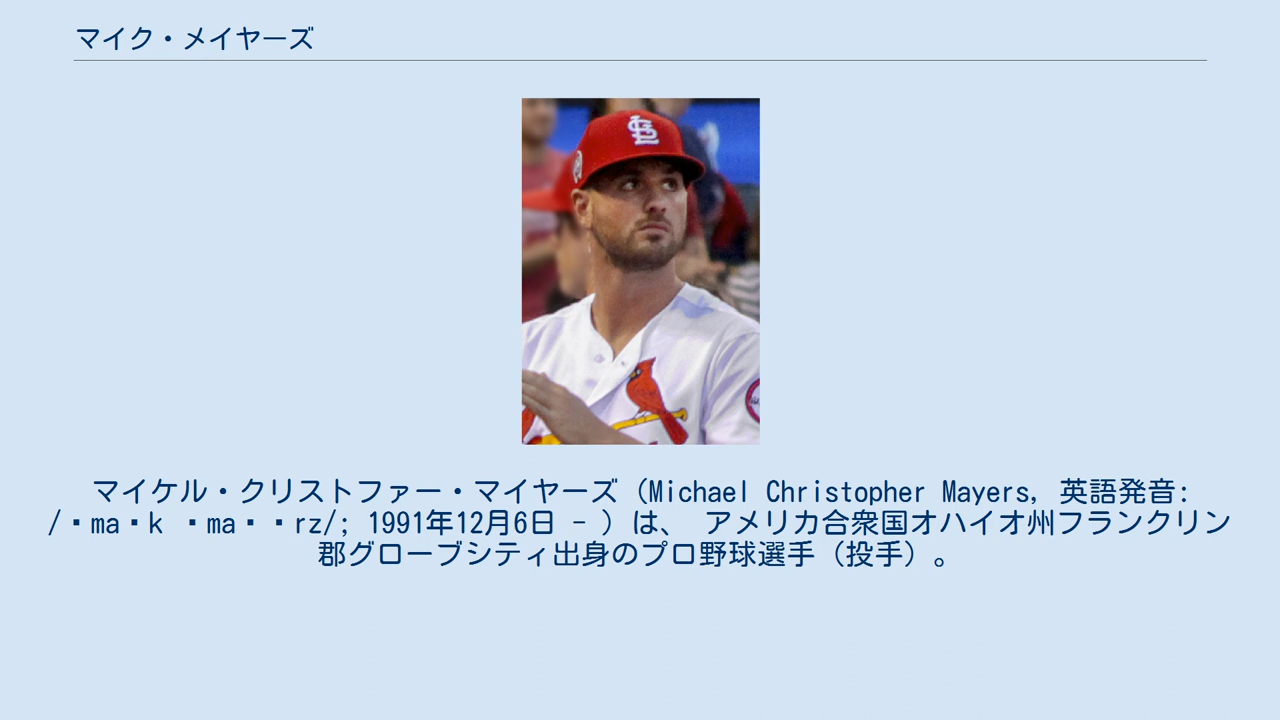 マイク・メイヤーズ
マイケル・クリストファー・マイヤーズ（Michael Christopher Mayers, 英語発音:
/･ma･k ･ma･･rz/; 1991年12月6日 - ）は、 アメリカ合衆国オハイオ州フランクリン
郡グローブシティ出身のプロ野球選手（投手）。